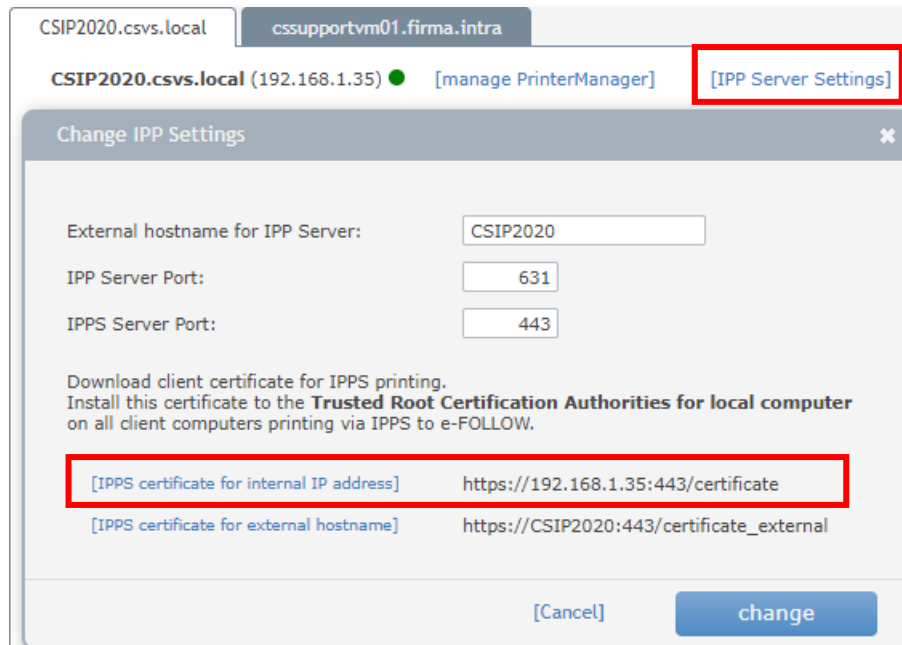 CSIP2020.csvs.local cssupportvm01.firma.intra
CSIP2020.csvs.local (192.168.1.35) [manage PrinterManager] [IPP Server Settings]
Change IPP Settings
External hostname for IPP Server: CSIP2020
IPP Server Port: 631
IPPS Server Port: 443
Download client certificate for IPPS printing.
Install this certificate to the Trusted Root Certification Authorities for local computer
on all client computers printing via IPPS to e-FOLLOW.
[IPPS certificate for internal IP address] https://192.168.1.35:443/certificate
[IPPS certificate for external hostname] https://CSIP2020:443/certificate_external
[Cancel] change